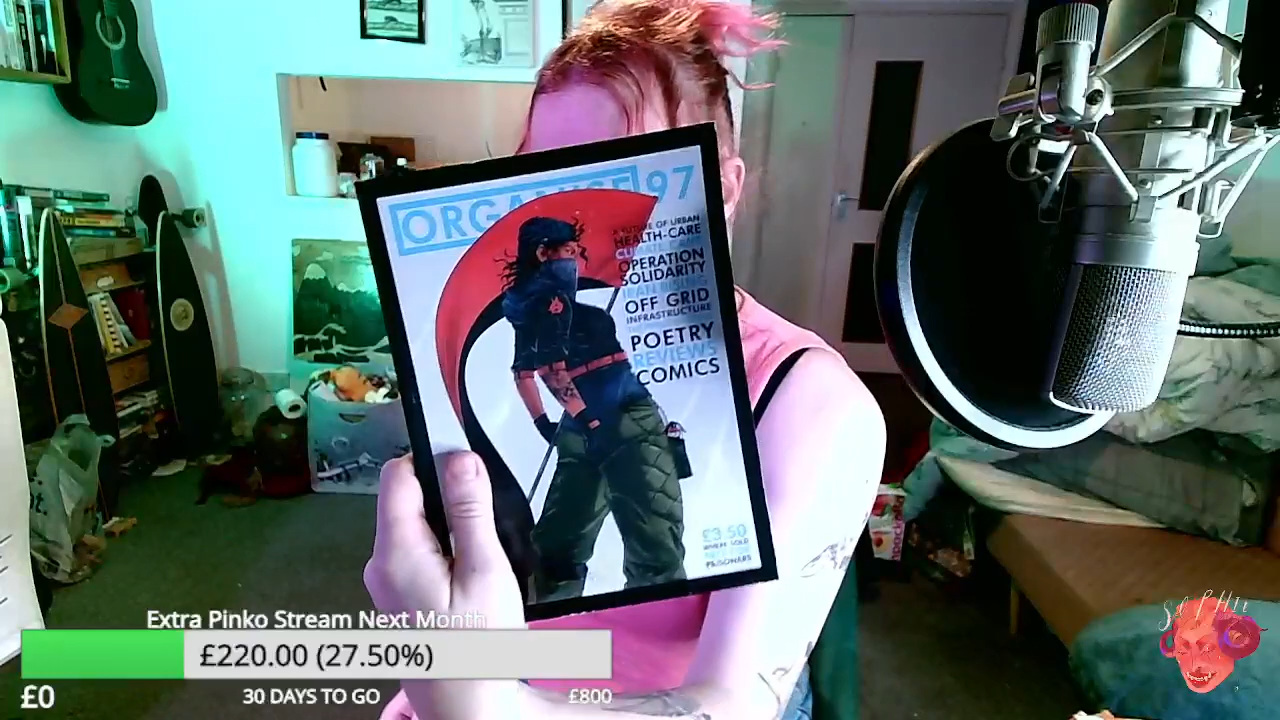 97
HEALTH-CARE
OPERATION
SOLIDARITY
OFF GRID
INFRASTRUCTURE
POETRY
REVIEWS
COMICS
£3.50
PRISONERS
Extra Pinko Stream Next Month
£220.00 (27.50%)
£0
30 DAYS TO GO
£800